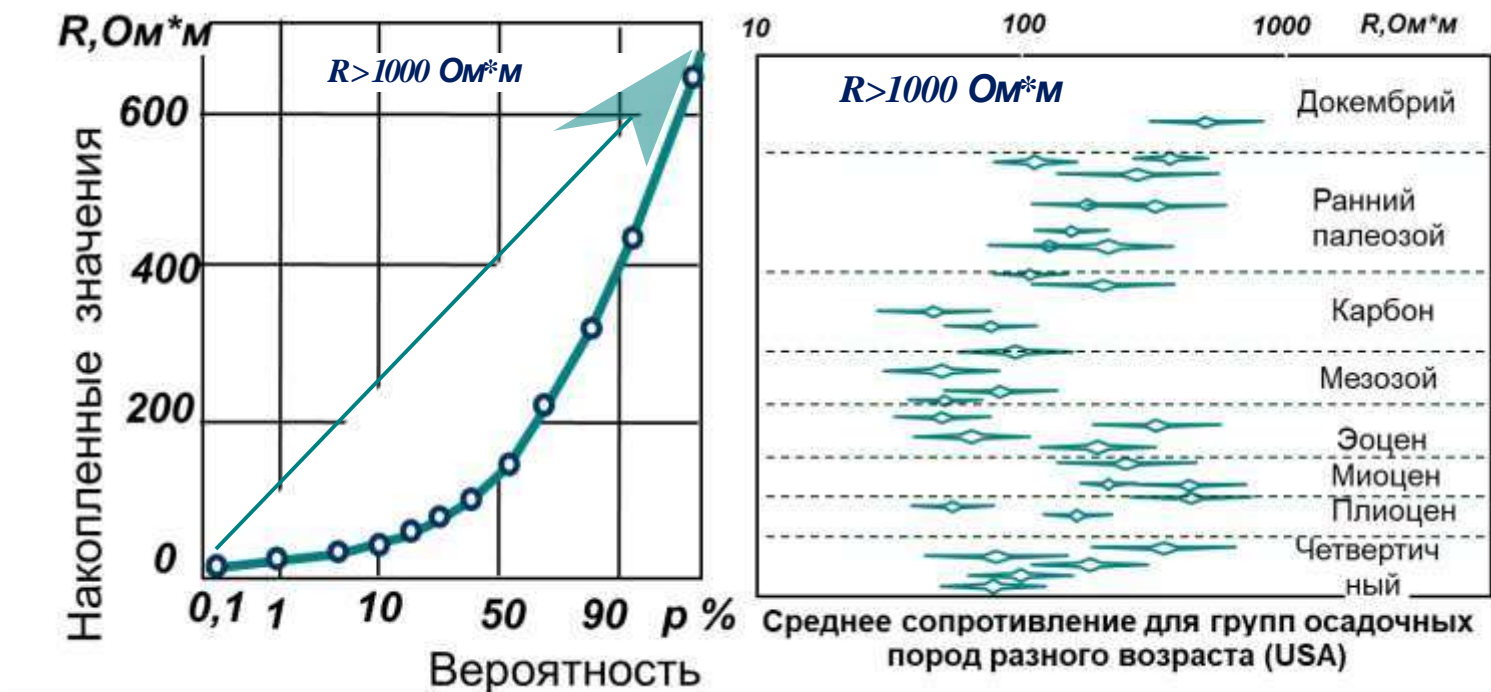 R,Ом*м
R>1000 Ом*м
600
400
200
0
Накопленные значения
0,1 1 10 50 90 p %
Вероятность
10 100 1000 R,Ом*м
R>1000 Ом*м
Докембрий
Ранний
палеозой
Карбон
Мезозой
Эоцен
Миоцен
Плиоцен
Четвертич
ный
Среднее сопротивление для групп осадочных
пород разного возраста (USA)